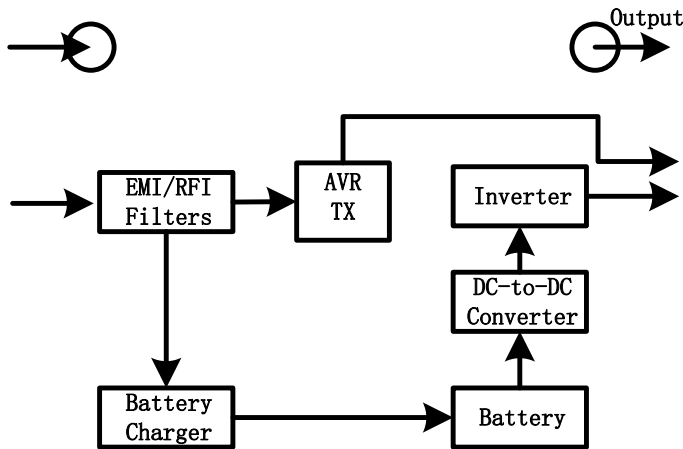 Output
EMI/RFI
Filters
AVR
TX
Inverter
DC-to-DC
Converter
Battery
Charger
Battery